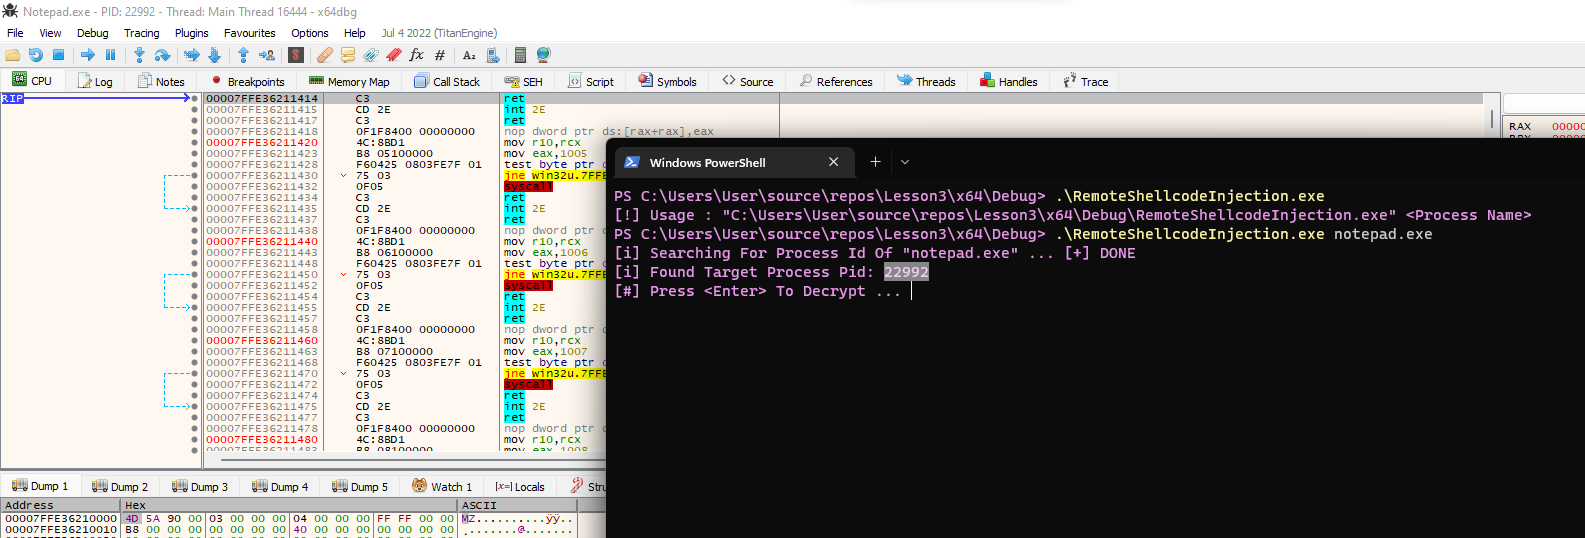 Notepad.exe - PID: 22992 - Thread: Main Thread 16444 - x64dbg
File View Debug Tracing Plugins Favourites Options Help Jul 4 2022 (TitanEngine)
CPU Log Notes Breakpoints Memory Map Call Stack SEH Script Symbols Source References Threads Handles Trace
RIP
00007FFE36211414 C3 ret
00007FFE36211415 CD 2E int 2E
00007FFE36211417 C3 ret
00007FFE36211418 0F1F8400 00000000 nop dword ptr ds:[rax+rax],eax
00007FFE36211420 4C:8BD1 mov r10,rcx
00007FFE36211423 B8 05100000 mov eax,1005
00007FFE36211428 F60425 0803FE7F 01 test byte ptr
00007FFE36211430 75 03 jne win32u.7FFE
00007FFE36211432 0F05 syscall
00007FFE36211434 C3 ret
00007FFE36211435 CD 2E int 2E
00007FFE36211437 C3 ret
00007FFE36211438 0F1F8400 00000000 nop dword ptr
00007FFE36211440 4C:8BD1 mov r10,rcx
00007FFE36211443 B8 06100000 mov eax,1006
00007FFE36211448 F60425 0803FE7F 01 test byte ptr
00007FFE36211450 75 03 jne win32u.7FFE
00007FFE36211452 0F05 syscall
00007FFE36211454 C3 ret
00007FFE36211455 CD 2E int 2E
00007FFE36211457 C3 ret
00007FFE36211458 0F1F8400 00000000 nop dword ptr
00007FFE36211460 4C:8BD1 mov r10,rcx
00007FFE36211463 B8 07100000 mov eax,1007
00007FFE36211468 F60425 0803FE7F 01 test byte ptr
00007FFE36211470 75 03 jne win32u.7FFE
00007FFE36211472 0F05 syscall
00007FFE36211474 C3 ret
00007FFE36211475 CD 2E int 2E
00007FFE36211477 C3 ret
00007FFE36211478 0F1F8400 00000000 nop dword ptr
00007FFE36211480 4C:8BD1 mov r10,rcx
00007FFE36211483 B8 08100000 mov eax,1008
RAX 00000
Windows PowerShell
PS C:\Users\User\source\repos\Lesson3\x64\Debug> .\RemoteShellcodeInjection.exe
[!] Usage : "C:\Users\User\source\repos\Lesson3\x64\Debug\RemoteShellcodeInjection.exe" <Process Name>
PS C:\Users\User\source\repos\Lesson3\x64\Debug> .\RemoteShellcodeInjection.exe notepad.exe
[i] Searching For Process Id Of "notepad.exe" ... [+] DONE
[i] Found Target Process Pid: 22992
[#] Press <Enter> To Decrypt ...
Dump 1 Dump 2 Dump 3 Dump 4 Dump 5 Watch 1 [x=] Locals Stru
Address Hex ASCII
00007FFE36210000 4D 5A 90 00 03 00 00 00 04 00 00 00 FF FF 00 00 MZ..........ÿÿ..
00007FFE36210010 B8 00 00 00 00 00 00 00 40 00 00 00 00 00 00 00 ........@.......